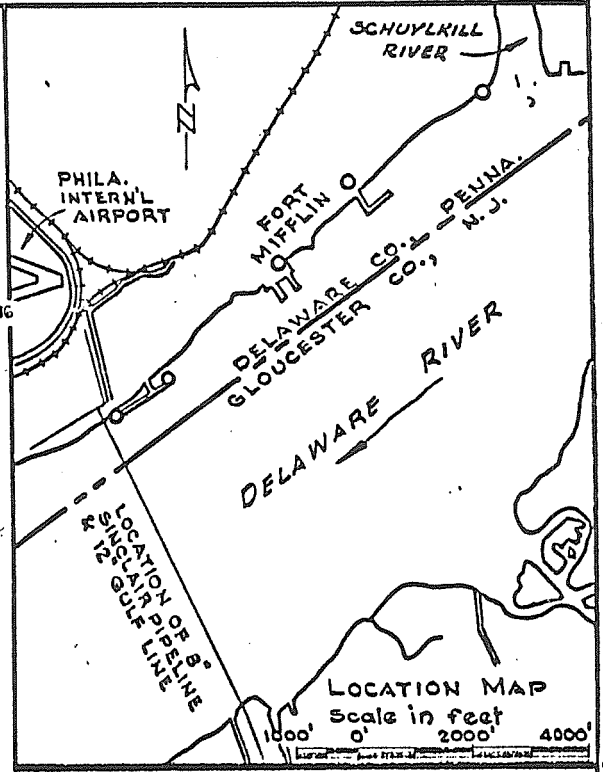 SCHUYLKILL
RIVER
N
PHILA.
INTERN'L
AIRPORT
FORT
MIFFLIN
PENNA.
N.J.
DELAWARE CO.,
GLOUCESTER CO.,
DELAWARE RIVER
LOCATION OF 8"
SINCLAIR PIPELINE
& 12" GULF LINE
LOCATION MAP
Scale in feet
1000' 0' 2000' 4000'